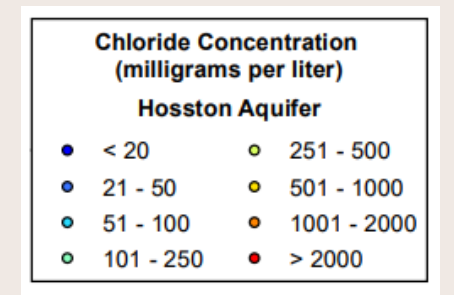 Chloride Concentration
(milligrams per liter)
Hosston Aquifer
< 20
21 - 50
51 - 100
101 - 250
251 - 500
501 - 1000
1001 - 2000
> 2000